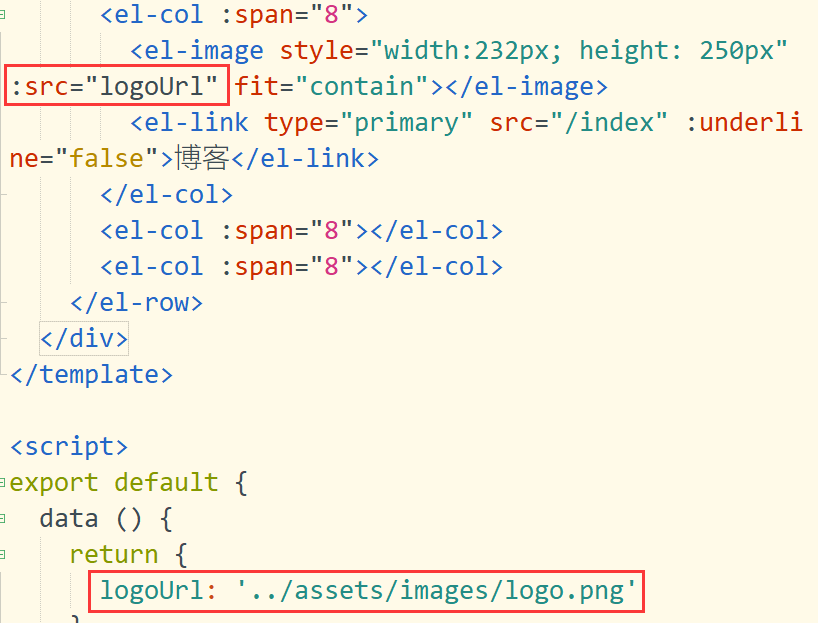 <el-col :span="8">
<el-image style="width:232px; height: 250px"
:src="logoUrl" fit="contain"></el-image>
<el-link type="primary" src="/index" :underli
ne="false">博客</el-link>
</el-col>
<el-col :span="8"></el-col>
<el-col :span="8"></el-col>
</el-row>
</div>
</template>
<script>
export default {
data () {
return {
logoUrl: '../assets/images/logo.png'
}